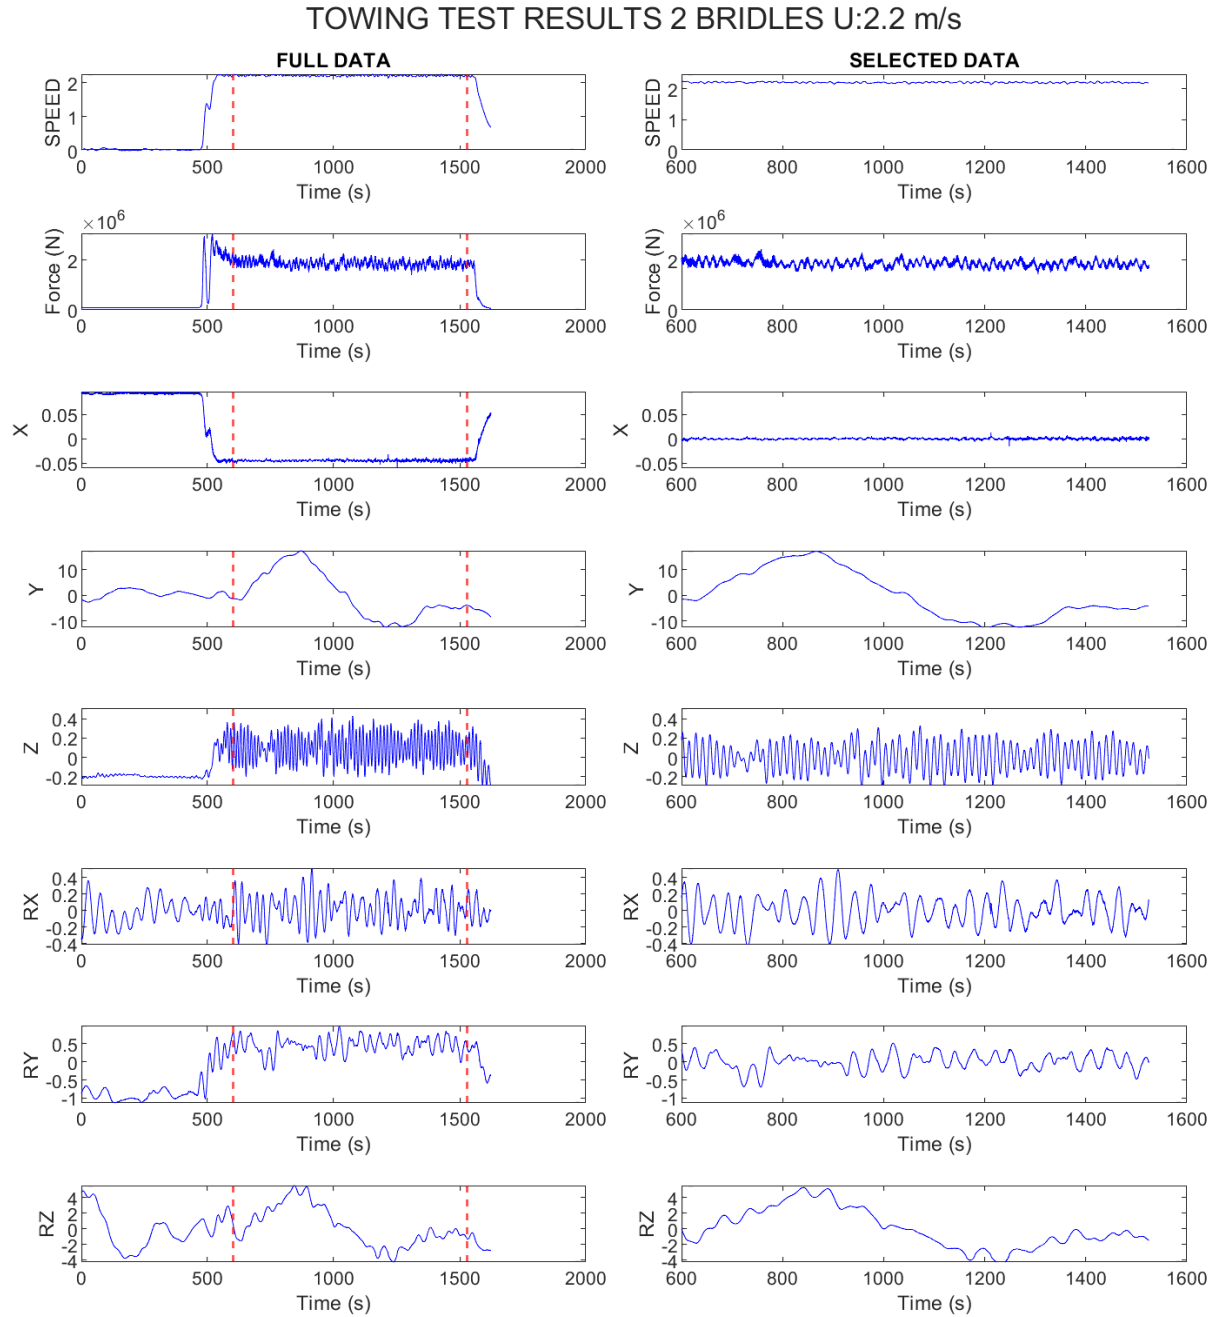 TOWING TEST RESULTS 2 BRIDLES U:2.2 m/s
FULL DATA
SPEED
2
1
0
0 500 1000 1500 2000
Time (s)
SELECTED DATA
SPEED
2
1
0
600 800 1000 1200 1400 1600
Time (s)
×10^6
Force (N)
2
0
0 500 1000 1500 2000
Time (s)
×10^6
Force (N)
2
0
600 800 1000 1200 1400 1600
Time (s)
X
0.05
0
-0.05
0 500 1000 1500 2000
Time (s)
X
0.05
0
-0.05
600 800 1000 1200 1400 1600
Time (s)
Y
10
0
-10
0 500 1000 1500 2000
Time (s)
Y
10
0
-10
600 800 1000 1200 1400 1600
Time (s)
Z
0.4
0.2
0
-0.2
0 500 1000 1500 2000
Time (s)
Z
0.4
0.2
0
-0.2
600 800 1000 1200 1400 1600
Time (s)
RX
0.4
0.2
0
-0.2
-0.4
0 500 1000 1500 2000
Time (s)
RX
0.4
0.2
0
-0.2
-0.4
600 800 1000 1200 1400 1600
Time (s)
RY
0.5
0
-0.5
-1
0 500 1000 1500 2000
Time (s)
RY
0.5
0
-0.5
-1
600 800 1000 1200 1400 1600
Time (s)
RZ
4
2
0
-2
-4
0 500 1000 1500 2000
Time (s)
RZ
4
2
0
-2
-4
600 800 1000 1200 1400 1600
Time (s)